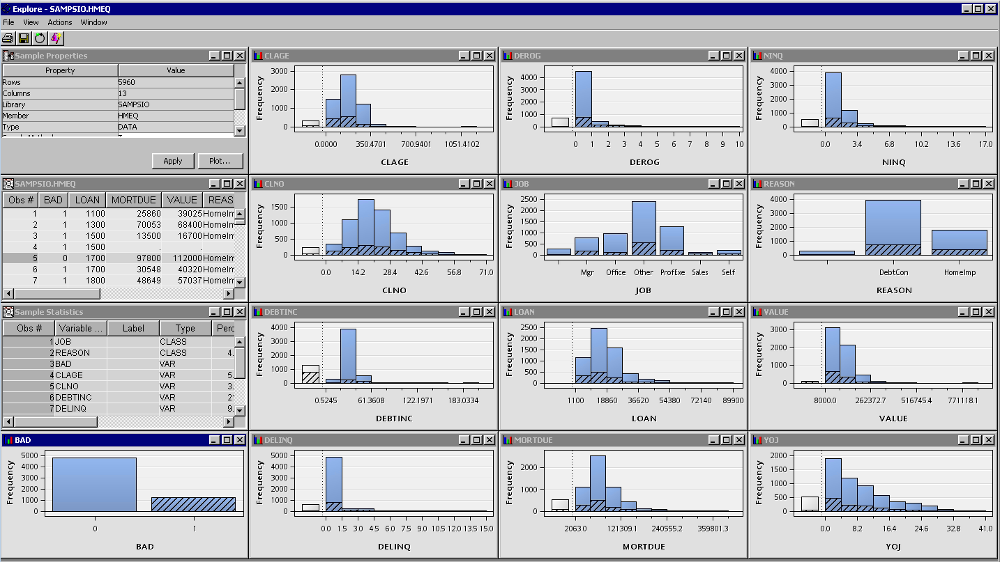 Explore - SAMPSIO.HMEQ
File View Actions Window
Sample Properties
Property Value
Rows 5960
Columns 13
Library SAMPSIO
Member HMEQ
Type DATA
Apply Plot...
CLAGE
Frequency
3000
2000
1000
0
0.0000 350.4701 700.9401 1051.4102
CLAGE
DEROG
Frequency
4000
3000
2000
1000
0
0 1 2 3 4 5 6 7 8 9 10
DEROG
NINQ
Frequency
4000
3000
2000
1000
0
0.0 3.4 6.8 10.2 13.6 17.0
NINQ
SAMPSIO.HMEQ
Obs # BAD LOAN MORTDUE VALUE REAS
1 1 1100 25860 39025 HomeIm
2 1 1300 70053 68400 HomeIm
3 1 1500 13500 16700 HomeIm
4 1 1500 . .
5 0 1700 97800 112000 HomeIm
6 1 1700 30548 40320 HomeIm
7 1 1800 48649 57037 HomeIm
CLNO
Frequency
1500
1000
500
0
0.0 14.2 28.4 42.6 56.8 71.0
CLNO
JOB
Frequency
2500
2000
1500
1000
500
0
Mgr Office Other ProfExe Sales Self
JOB
REASON
Frequency
4000
3000
2000
1000
0
DebtCon HomeImp
REASON
Sample Statistics
Obs # Variable ... Label Type Perc
1 JOB CLASS
2 REASON CLASS 4.
3 BAD VAR
4 CLAGE VAR 5.
5 CLNO VAR 3.
6 DEBTINC VAR
7 DELINQ VAR 9.
DEBTINC
Frequency
4000
3000
2000
1000
0
0.5245 61.3608 122.1971 183.0334
DEBTINC
LOAN
Frequency
2500
2000
1500
1000
500
0
1100 18860 36620 54380 72140 89900
LOAN
VALUE
Frequency
3000
2000
1000
0
8000.0 262372.7 516745.4 771118.1
VALUE
BAD
Frequency
5000
4000
3000
2000
1000
0
0 1
BAD
DELINQ
Frequency
5000
4000
3000
2000
1000
0
0.0 1.5 3.0 4.5 6.0 7.5 9.0 10.5 12.0 13.5 15.0
DELINQ
MORTDUE
Frequency
2000
1000
0
2063.0 121309.1 240555.2 359801.3
MORTDUE
YOJ
Frequency
2000
1500
1000
500
0
0.0 8.2 16.4 24.6 32.8 41.0
YOJ